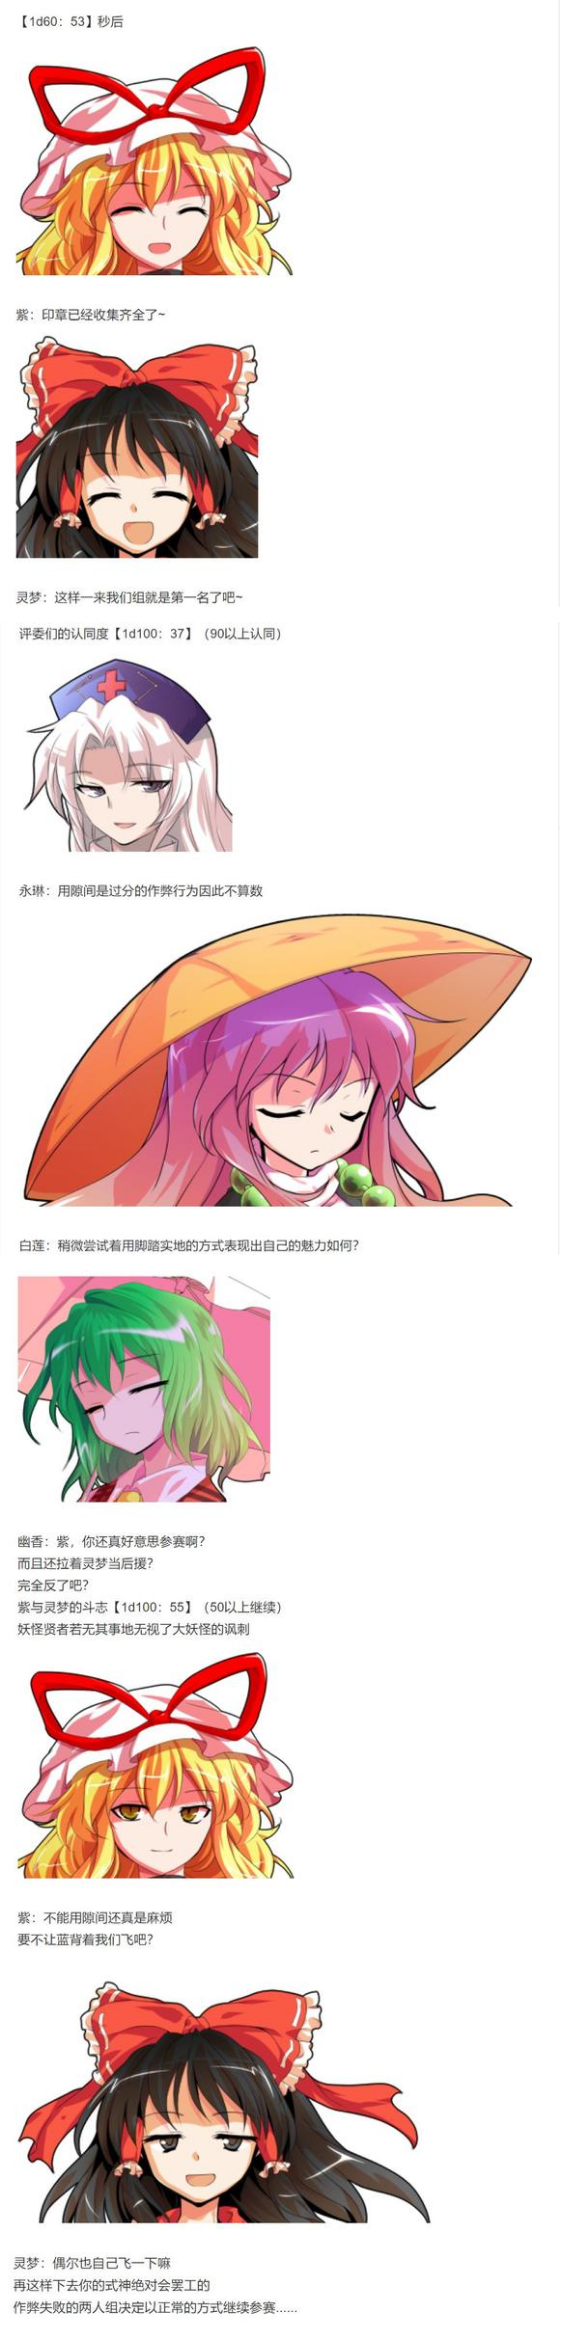 【1d60：53】秒后
紫：印章已经收集齐全了~
灵梦：这样一来我们组就是第一名了吧~
评委们的认同度【1d100：37】（90以上认同）
永琳：用隙间是过分的作弊行为因此不算数
白莲：稍微尝试着用脚踏实地的方式表现出自己的魅力如何？
幽香：紫，你还真好意思参赛啊？
而且还拉着灵梦当后援？
完全反了吧？
紫与灵梦的斗志【1d100：55】（50以上继续）
妖怪贤者若无其事地无视了大妖怪的讽刺
紫：不能用隙间还真是麻烦
要不让蓝背着我们飞吧？
灵梦：偶尔也自己飞一下嘛
再这样下去你的式神绝对会罢工的
作弊失败的两人组决定以正常的方式继续参赛......